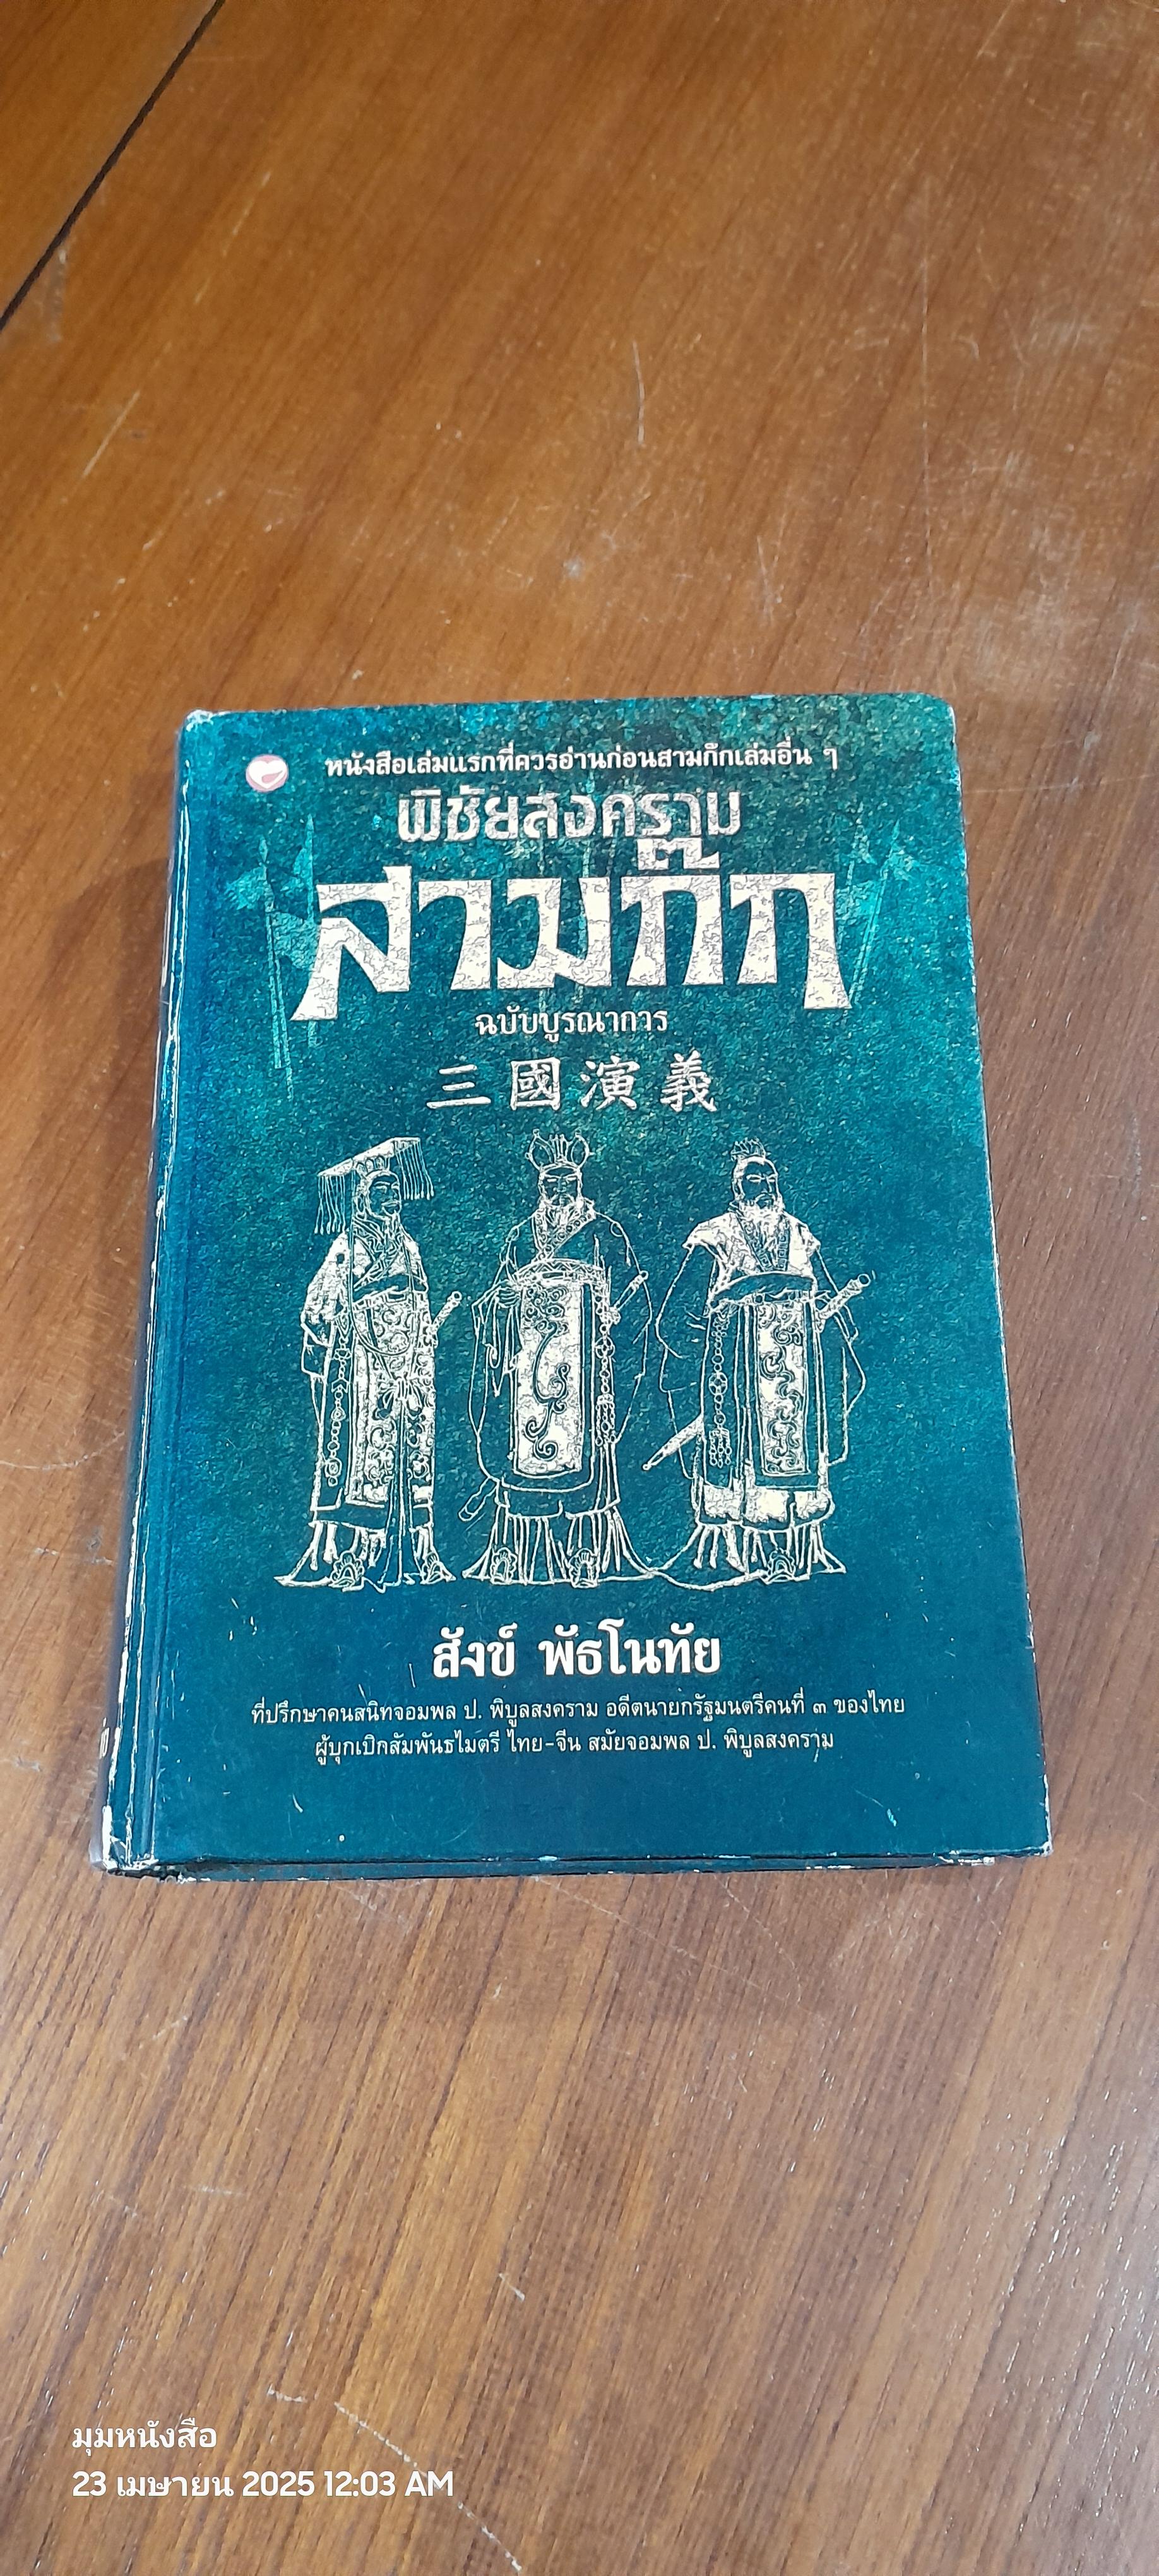 หนังสือเล่มแรกที่ควรอ่านก่อนสามก๊กเล่มอื่น ๆ
พิชัยสงคราม
สามก๊ก
ฉบับบูรณาการ
三國演義
สังข์ พัธโนทัย
ที่ปรึกษาคนสนิทจอมพล ป. พิบูลสงคราม อดีตนายกรัฐมนตรีคนที่ ๓ ของไทย
ผู้บุกเบิกสัมพันธไมตรี ไทย-จีน สมัยจอมพล ป. พิบูลสงคราม
มุมหนังสือ
23 เมษายน 2025 12:03 AM